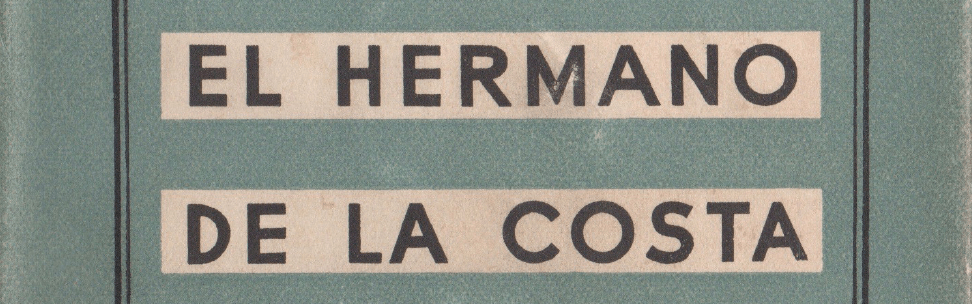 EL HERMANO
DE LA COSTA